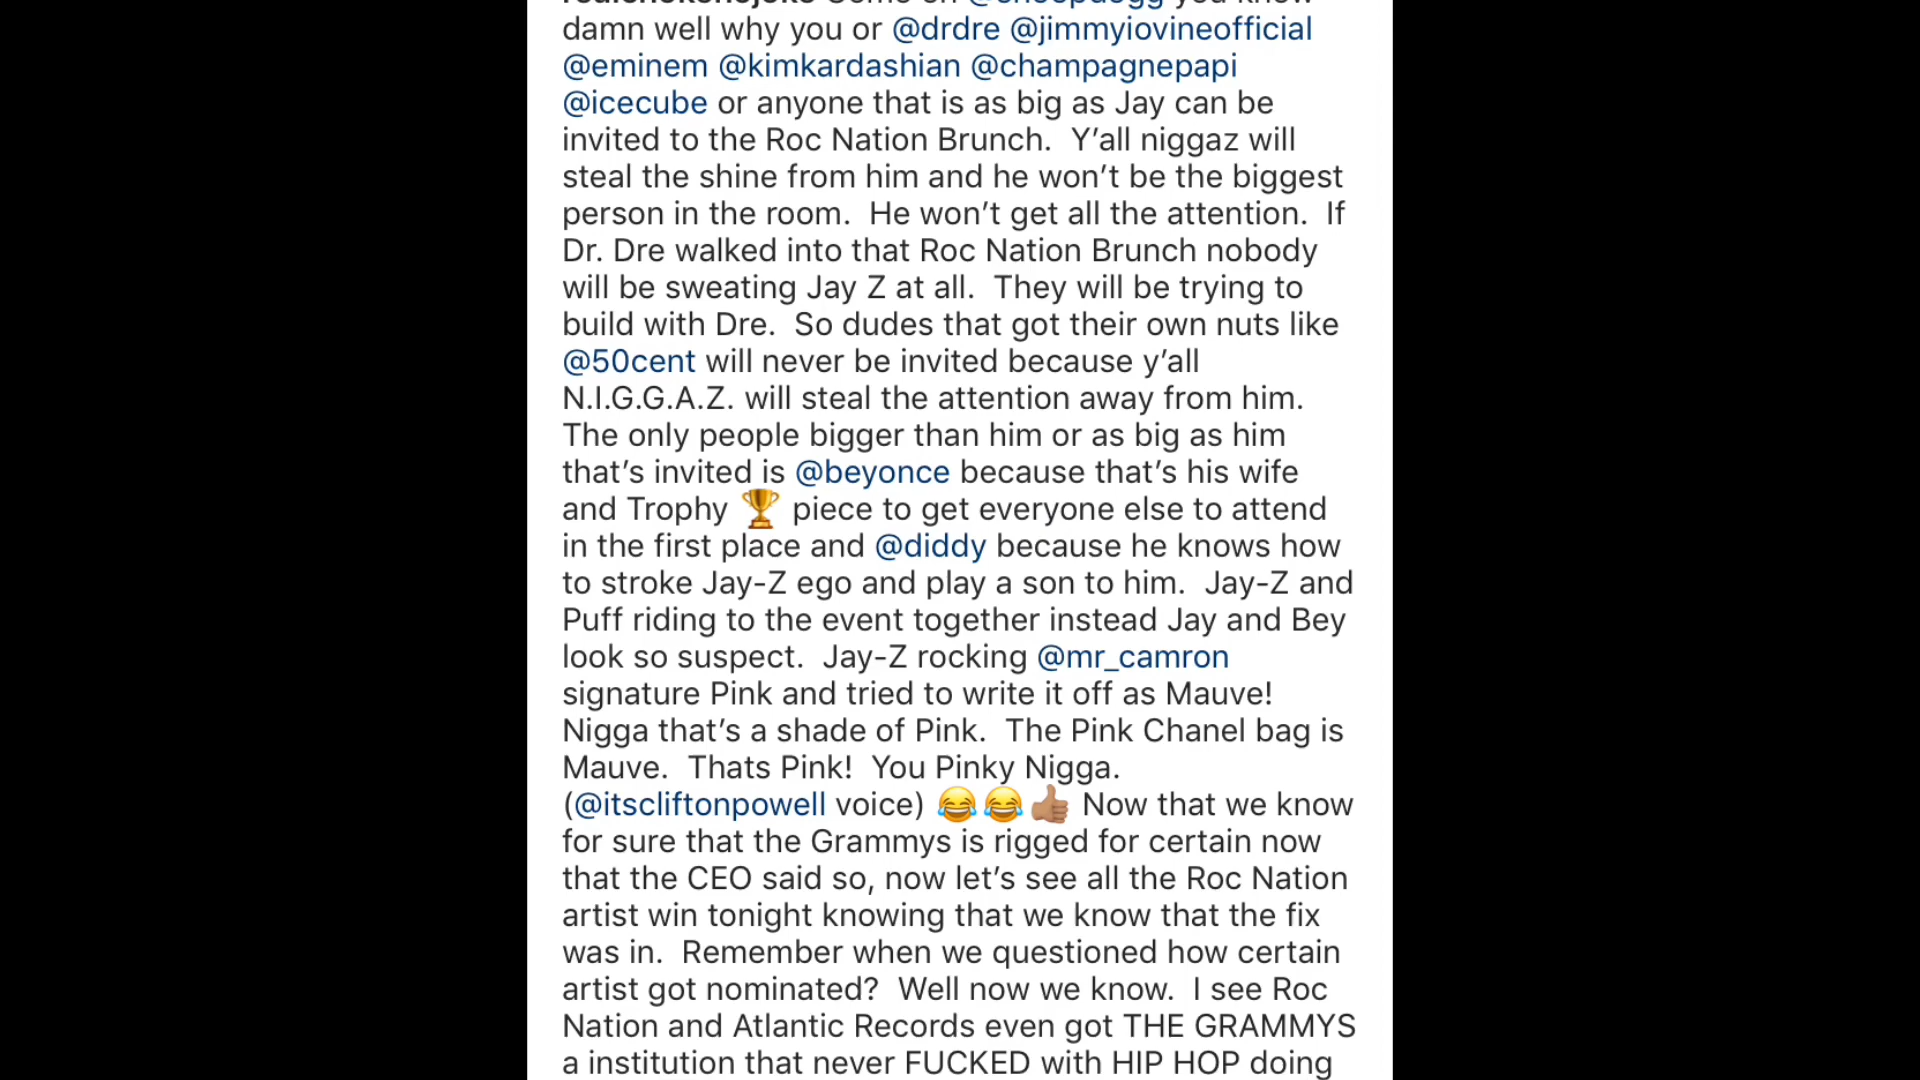 damn well why you or @drdre @jimmyiovineofficial
@eminem @kimkardashian @champagnepapi
@icecube or anyone that is as big as Jay can be
invited to the Roc Nation Brunch.  Y’all niggaz will
steal the shine from him and he won’t be the biggest
person in the room.  He won’t get all the attention.  If
Dr. Dre walked into that Roc Nation Brunch nobody
will be sweating Jay Z at all.  They will be trying to
build with Dre.  So dudes that got their own nuts like
@50cent will never be invited because y’all
N.I.G.G.A.Z. will steal the attention away from him.
The only people bigger than him or as big as him
that’s invited is @beyonce because that’s his wife
and Trophy 🏆 piece to get everyone else to attend
in the first place and @diddy because he knows how
to stroke Jay-Z ego and play a son to him.  Jay-Z and
Puff riding to the event together instead Jay and Bey
look so suspect.  Jay-Z rocking @mr_camron
signature Pink and tried to write it off as Mauve!
Nigga that’s a shade of Pink.  The Pink Chanel bag is
Mauve.  Thats Pink!  You Pinky Nigga.
(@itscliftonpowell voice) 😂😂👍🏽 Now that we know
for sure that the Grammys is rigged for certain now
that the CEO said so, now let’s see all the Roc Nation
artist win tonight knowing that we know that the fix
was in.  Remember when we questioned how certain
artist got nominated?  Well now we know.  I see Roc
Nation and Atlantic Records even got THE GRAMMYS
a institution that never FUCKED with HIP HOP doing